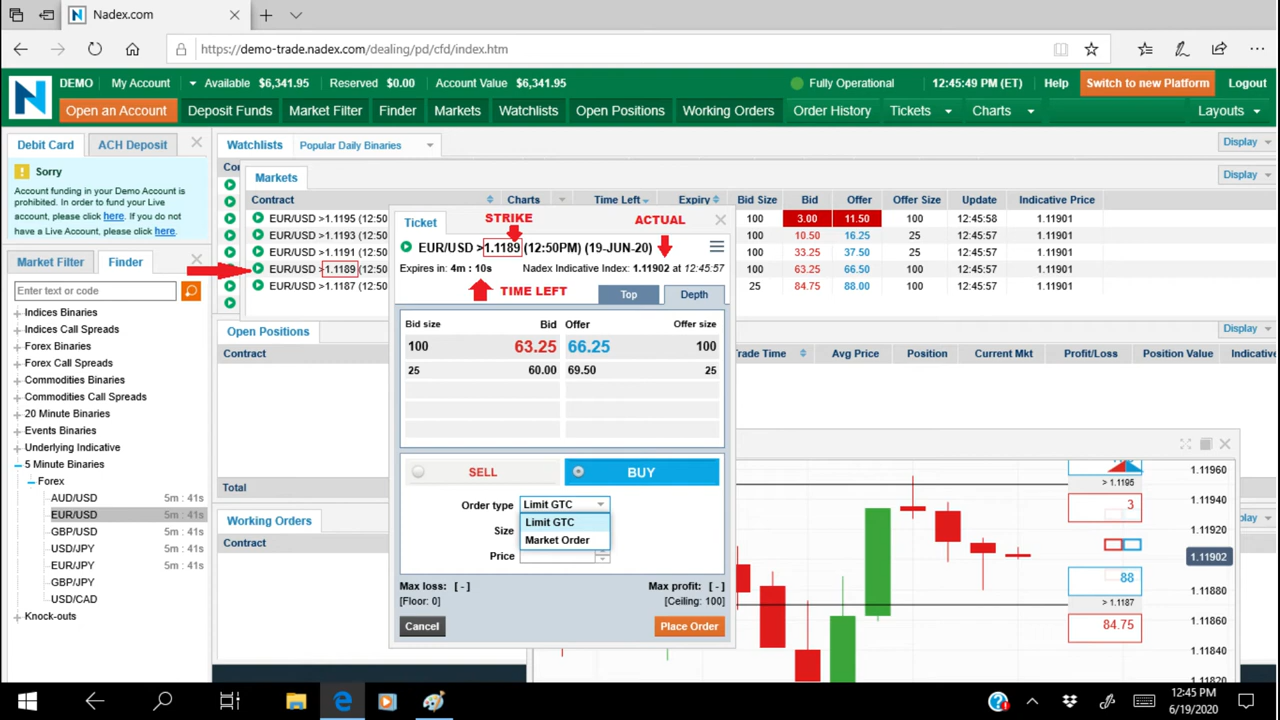 Nadex.com
https://demo-trade.nadex.com/dealing/pd/cfd/index.htm
DEMO My Account Available $6,341.95 Reserved $0.00 Account Value $6,341.95 Fully Operational 12:45:49 PM (ET) Help Switch to new Platform Logout
N
Open an Account Deposit Funds Market Filter Finder Markets Watchlists Open Positions Working Orders Order History Tickets Charts Layouts
Debit Card ACH Deposit
Sorry
Account funding in your Demo Account is
prohibited. In order to fund your Live
account, please click here. If you do not
have a Live Account, please click here.
Market Filter Finder
Enter text or code
Indices Binaries
Indices Call Spreads
Forex Binaries
Forex Call Spreads
Commodities Binaries
Commodities Call Spreads
20 Minute Binaries
Events Binaries
Underlying Indicative
5 Minute Binaries
Forex
AUD/USD 5m : 41s
EUR/USD 5m : 41s
GBP/USD 5m : 41s
USD/JPY 5m : 41s
EUR/JPY 5m : 41s
GBP/JPY
USD/CAD
Knock-outs
Watchlists Popular Daily Binaries Display
Markets Display
Contract Charts Time Left Expiry Bid Size Bid Offer Offer Size Update Indicative Price
EUR/USD >1.1195 (12:50 100 3.00 11.50 100 12:45:58 1.11901
EUR/USD >1.1193 (12:50 100 10.50 16.25 25 12:45:57 1.11901
EUR/USD >1.1191 (12:50 100 33.25 37.50 25 12:45:57 1.11901
EUR/USD >1.1189 (12:50 100 63.25 66.50 100 12:45:57 1.11901
EUR/USD >1.1187 (12:50 25 84.75 88.00 25 12:45:57 1.11901
Open Positions Display
Contract Trade Time Avg Price Position Current Mkt Profit/Loss Position Value Indicative
Total
Working Orders
Contract
Ticket STRIKE ACTUAL
EUR/USD >1.1189 (12:50PM) (19-JUN-20)
Expires in: 4m : 10s Nadex Indicative Index: 1.11902 at 12:45:57
TIME LEFT
Top Depth
Bid size Bid Offer Offer size
100 63.25 66.25 100
25 60.00 69.50 25
SELL BUY
Order type Limit GTC
Limit GTC
Size Market Order
Price
Max loss: [ - ] Max profit: [ - ]
[Floor: 0] [Ceiling: 100]
Cancel Place Order
1.11960
> 1.1195
1.11940
3
1.11920
1.11902
88
1.11880
> 1.1187
84.75
1.11860
1.11840
1.11820
12:45 PM
6/19/2020